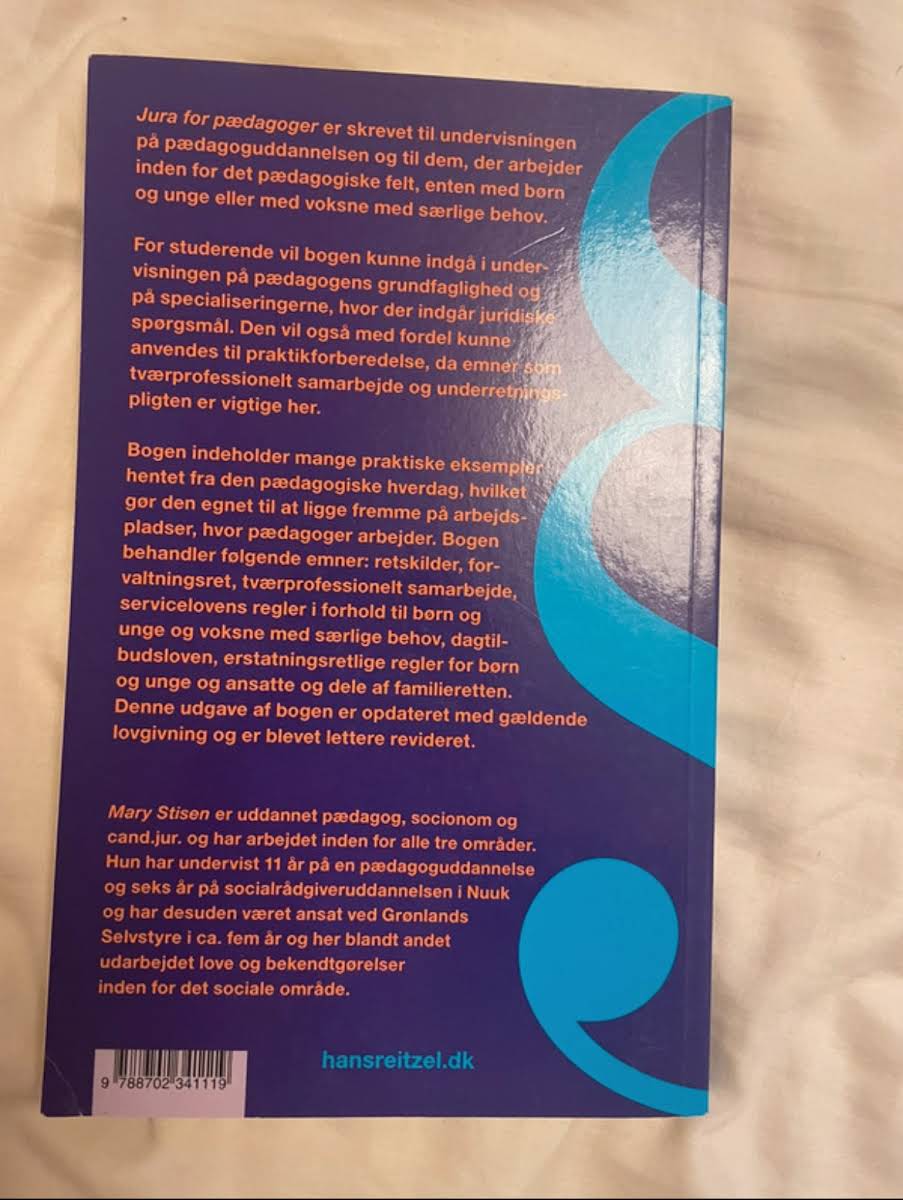 Jura for pædagoger er skrevet til undervisningen
på pædagoguddannelsen og til dem, der arbejder
inden for det pædagogiske felt, enten med børn
og unge eller med voksne med særlige behov.
For studerende vil bogen kunne indgå i under-
visningen på pædagogens grundfaglighed og
på specialiseringerne, hvor der indgår juridiske
spørgsmål. Den vil også med fordel kunne
anvendes til praktikforberedelse, da emner som
tværprofessionelt samarbejde og underretnings-
pligten er vigtige her.
Bogen indeholder mange praktiske eksempler
hentet fra den pædagogiske hverdag, hvilket
gør den egnet til at ligge fremme på arbejds-
pladser, hvor pædagoger arbejder. Bogen
behandler følgende emner: retskilder, for-
valtningsret, tværprofessionelt samarbejde,
servicelovens regler i forhold til børn og
unge og voksne med særlige behov, dagtil-
budsloven, erstatningsretlige regler for børn
og unge og ansatte og dele af familieretten.
Denne udgave af bogen er opdateret med gældende
lovgivning og er blevet lettere revideret.
Mary Stisen er uddannet pædagog, socionom og
cand.jur. og har arbejdet inden for alle tre områder.
Hun har undervist 11 år på en pædagoguddannelse
og seks år på socialrådgiveruddannelsen i Nuuk
og har desuden været ansat ved Grønlands
Selvstyre i ca. fem år og her blandt andet
udarbejdet love og bekendtgørelser
inden for det sociale område.
hansreitzel.dk
9 788702 341119